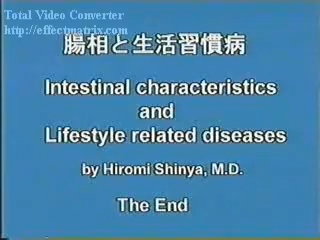 Total Video Converter
http://effectmatrix.com
腸相と生活習慣病
Intestinal characteristics
and
Lifestyle related diseases
by Hiromi Shinya, M.D.
The End